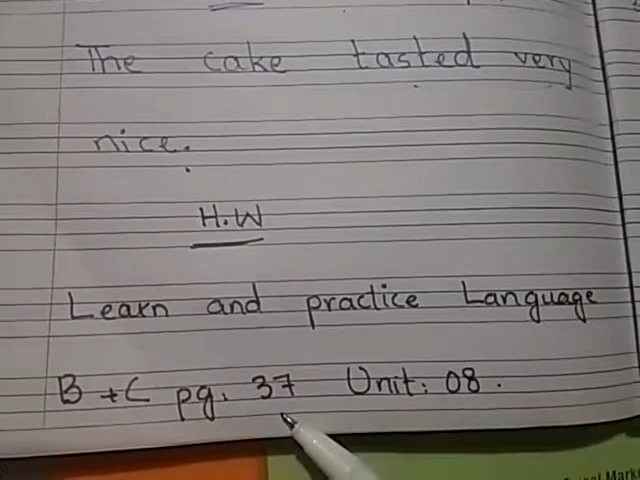 The cake tasted very
nice.
H.W
Learn and practice Language
B + C pg. 37 Unit: 08.